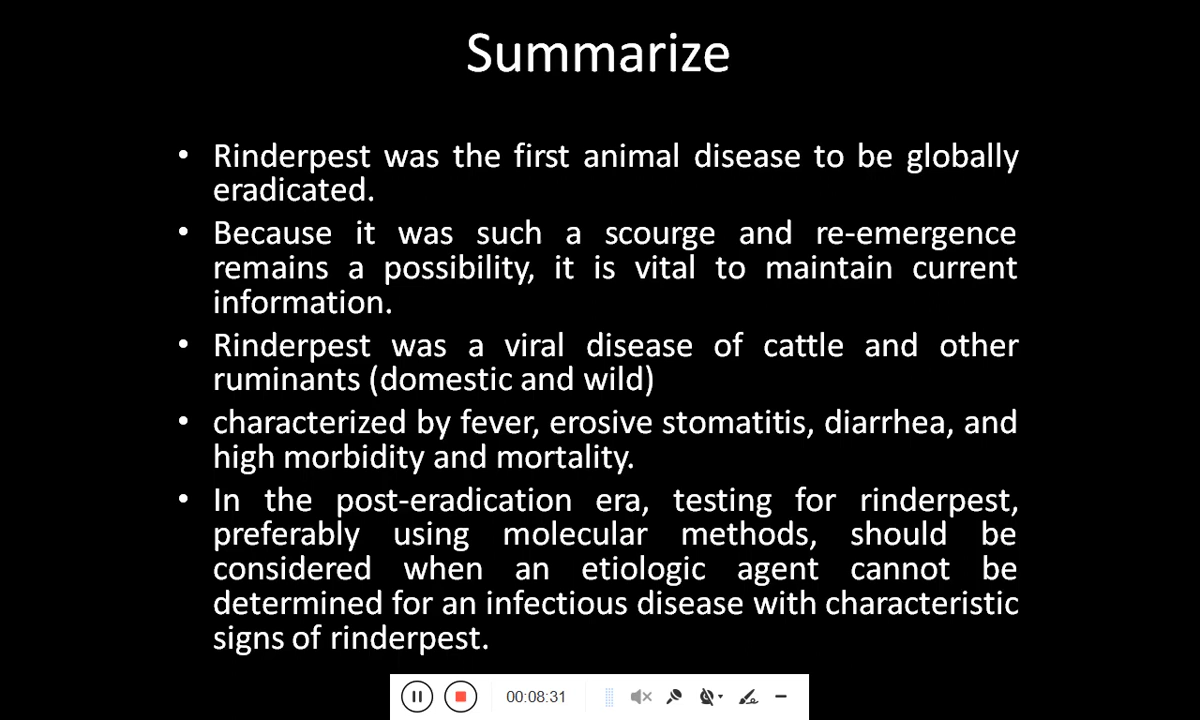 Summarize
• Rinderpest was the first animal disease to be globally
eradicated.
• Because it was such a scourge and re-emergence
remains a possibility, it is vital to maintain current
information.
• Rinderpest was a viral disease of cattle and other
ruminants (domestic and wild)
• characterized by fever, erosive stomatitis, diarrhea, and
high morbidity and mortality.
• In the post-eradication era, testing for rinderpest,
preferably using molecular methods, should be
considered when an etiologic agent cannot be
determined for an infectious disease with characteristic
signs of rinderpest.
00:08:31